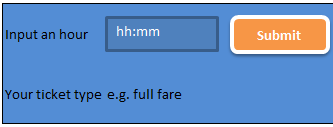 Input an hour hh:mm Submit
Your ticket type e.g. full fare